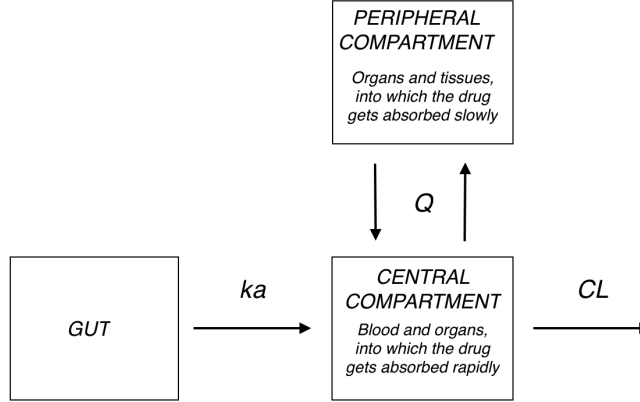 PERIPHERAL
COMPARTMENT
Organs and tissues,
into which the drug
gets absorbed slowly
Q
GUT
ka
CENTRAL
COMPARTMENT
Blood and organs,
into which the drug
gets absorbed rapidly
CL